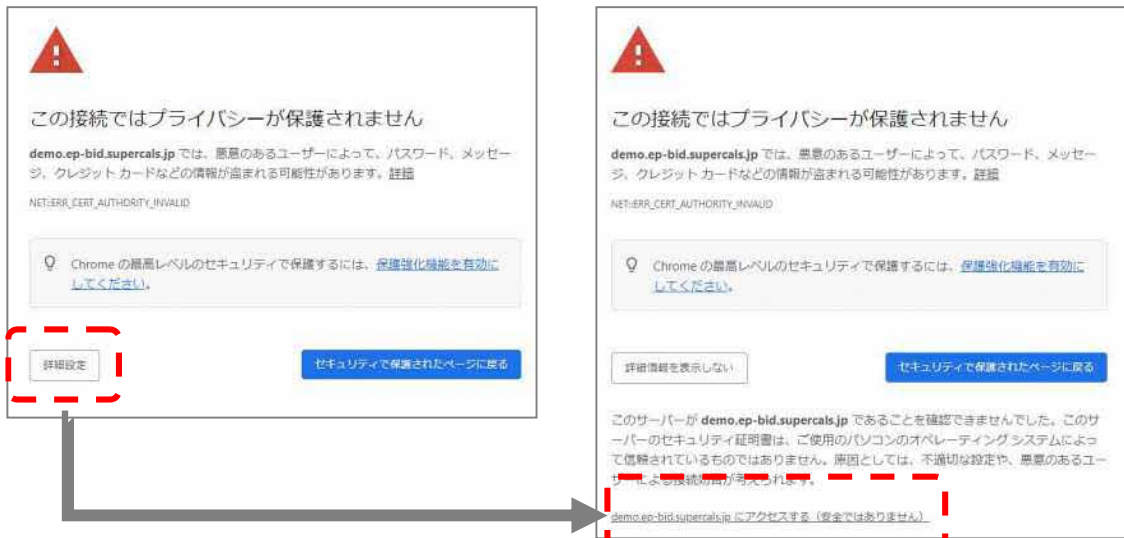 この接続ではプライバシーが保護されません
demo.ep-bid.supercals.jp では、悪意のあるユーザーによって、パスワード、メッセー
ジ、クレジット カードなどの情報が盗まれる可能性があります。詳細
NET::ERR_CERT_AUTHORITY_INVALID
Chrome の最高レベルのセキュリティで保護するには、保護強化機能を有効に
してください。
詳細設定
セキュリティで保護されたページに戻る
この接続ではプライバシーが保護されません
demo.ep-bid.supercals.jp では、悪意のあるユーザーによって、パスワード、メッセー
ジ、クレジット カードなどの情報が盗まれる可能性があります。詳細
NET::ERR_CERT_AUTHORITY_INVALID
Chrome の最高レベルのセキュリティで保護するには、保護強化機能を有効に
してください。
詳細情報を表示しない
セキュリティで保護されたページに戻る
このサーバーが demo.ep-bid.supercals.jp であることを確認できませんでした。このサ
ーバーのセキュリティ証明書は、ご使用のパソコンのオペレーティング システムによっ
て信頼されているものではありません。原因としては、不適切な設定や、悪意のあるユー
ザーによる接続妨害が考えられます。
demo.ep-bid.supercals.jp にアクセスする（安全ではありません）